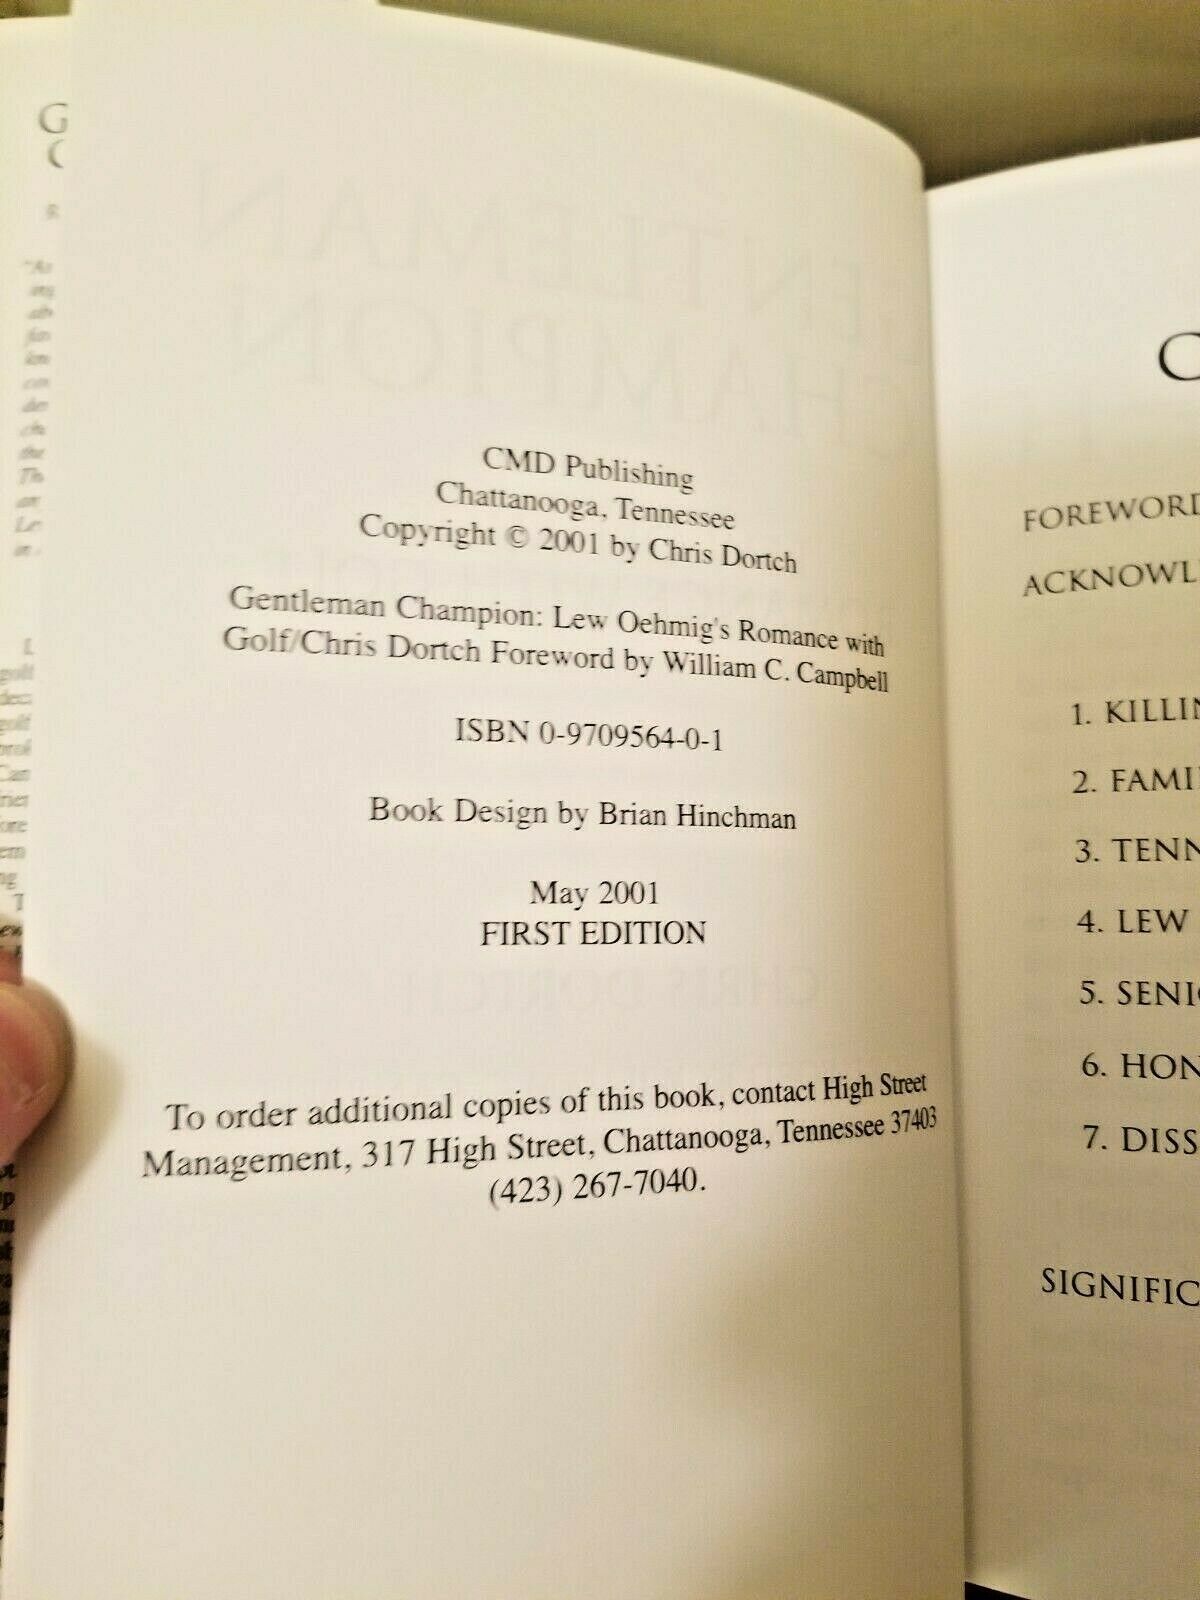 CMD Publishing
Chattanooga, Tennessee
Copyright © 2001 by Chris Dortch
Gentleman Champion: Lew Oehmig's Romance with
Golf/Chris Dortch Foreword by William C. Campbell
ISBN 0-9709564-0-1
Book Design by Brian Hinchman
May 2001
FIRST EDITION
To order additional copies of this book, contact High Street
Management, 317 High Street, Chattanooga, Tennessee 37403
(423) 267-7040.
C
FOREWORD
ACKNOWL
1. KILLIN
2. FAMI
3. TENN
4. LEW
5. SENI
6. HON
7. DISS
SIGNIFIC